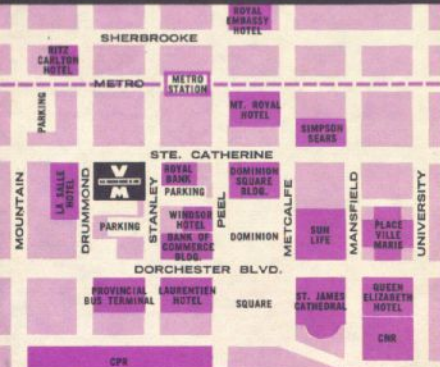 ROYAL
EMBASSY
HOTEL
SHERBROOKE
RITZ
CARLTON
HOTEL
METRO
METRO
STATION
PARKING
MT. ROYAL
HOTEL
SIMPSON
SEARS
STE. CATHERINE
MOUNTAIN
LA SALLE
HOTEL
DRUMMOND
V
M
STANLEY
ROYAL
BANK
PARKING
PEEL
DOMINION
SQUARE
BLDG.
METCALFE
MANSFIELD
UNIVERSITY
PARKING
WINDSOR
HOTEL
BANK OF
COMMERCE
BLDG.
DOMINION
SUN
LIFE
PLACE
VILLE
MARIE
DORCHESTER BLVD.
PROVINCIAL
BUS TERMINAL
LAURENTIEN
HOTEL
SQUARE
ST. JAMES
CATHEDRAL
QUEEN
ELIZABETH
HOTEL
CNR
CPR